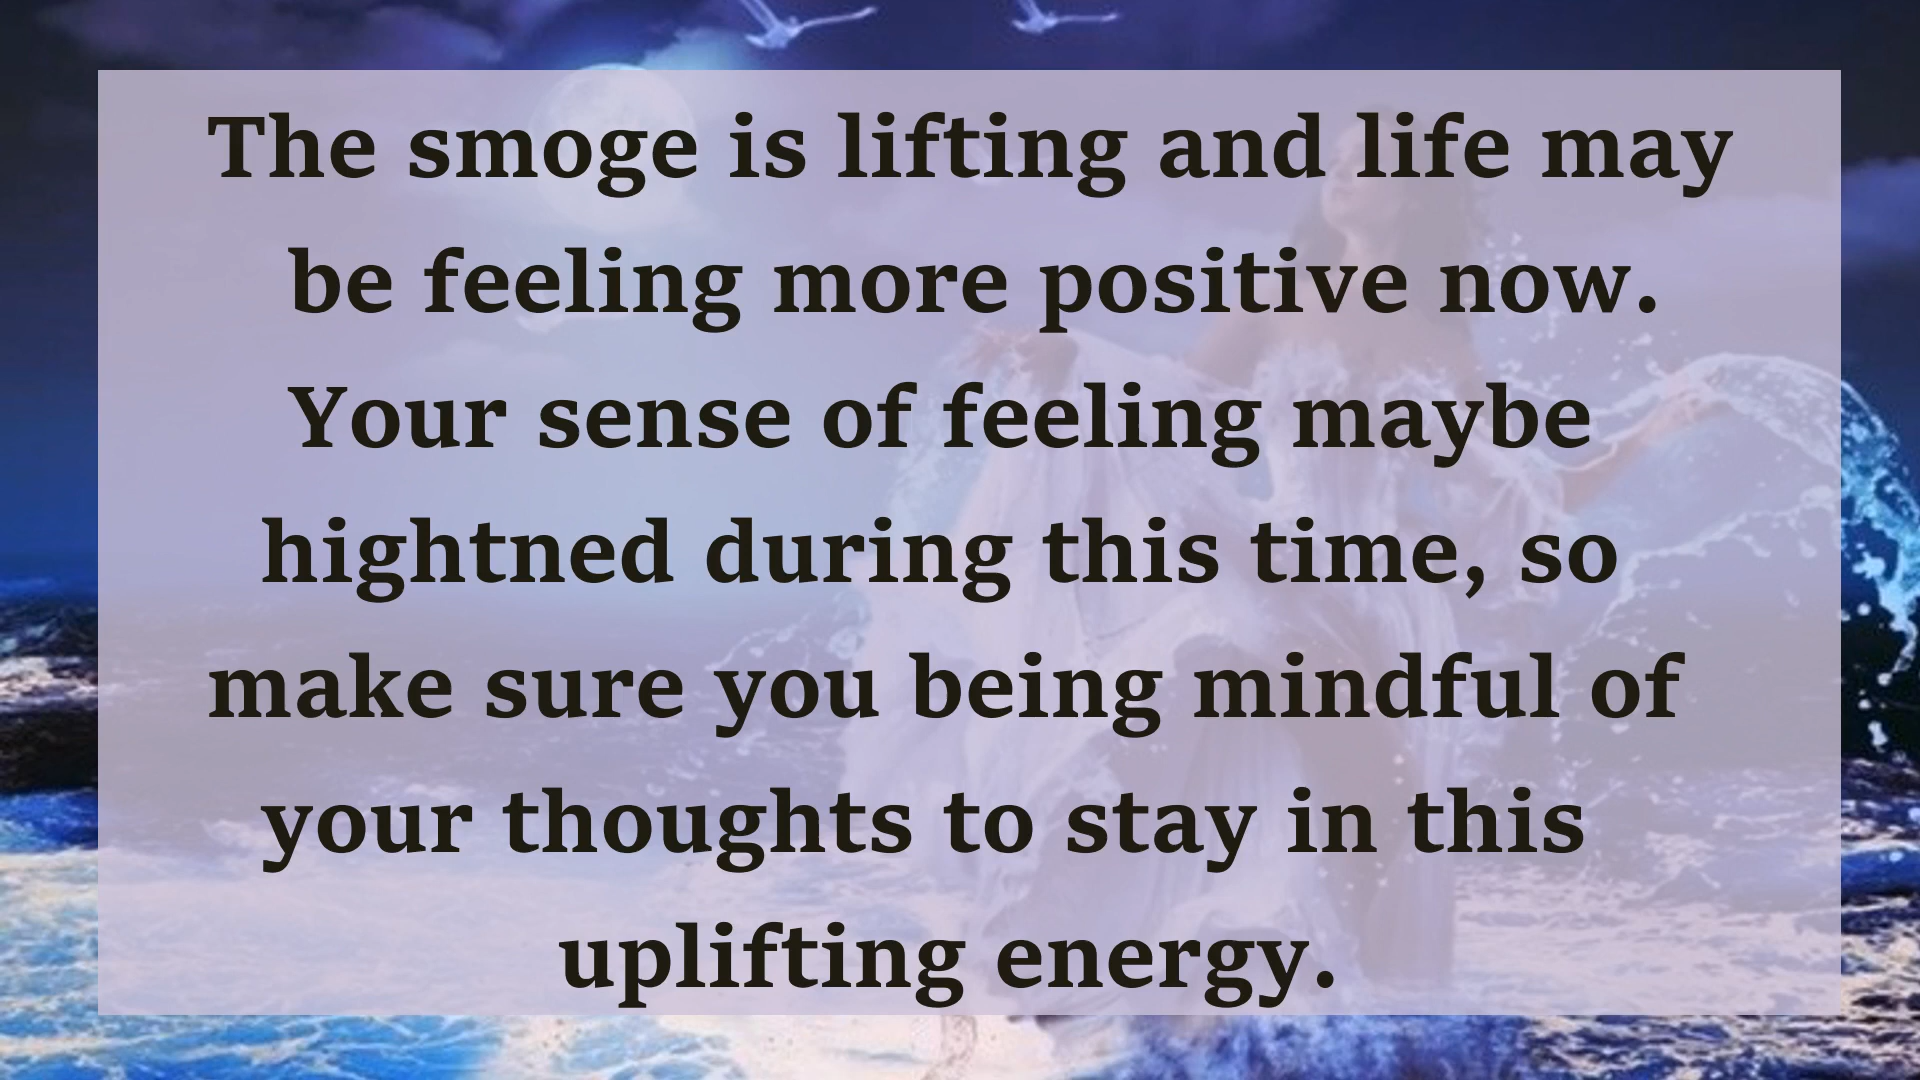 The smoge is lifting and life may
be feeling more positive now.
Your sense of feeling maybe
hightned during this time, so
make sure you being mindful of
your thoughts to stay in this
uplifting energy.